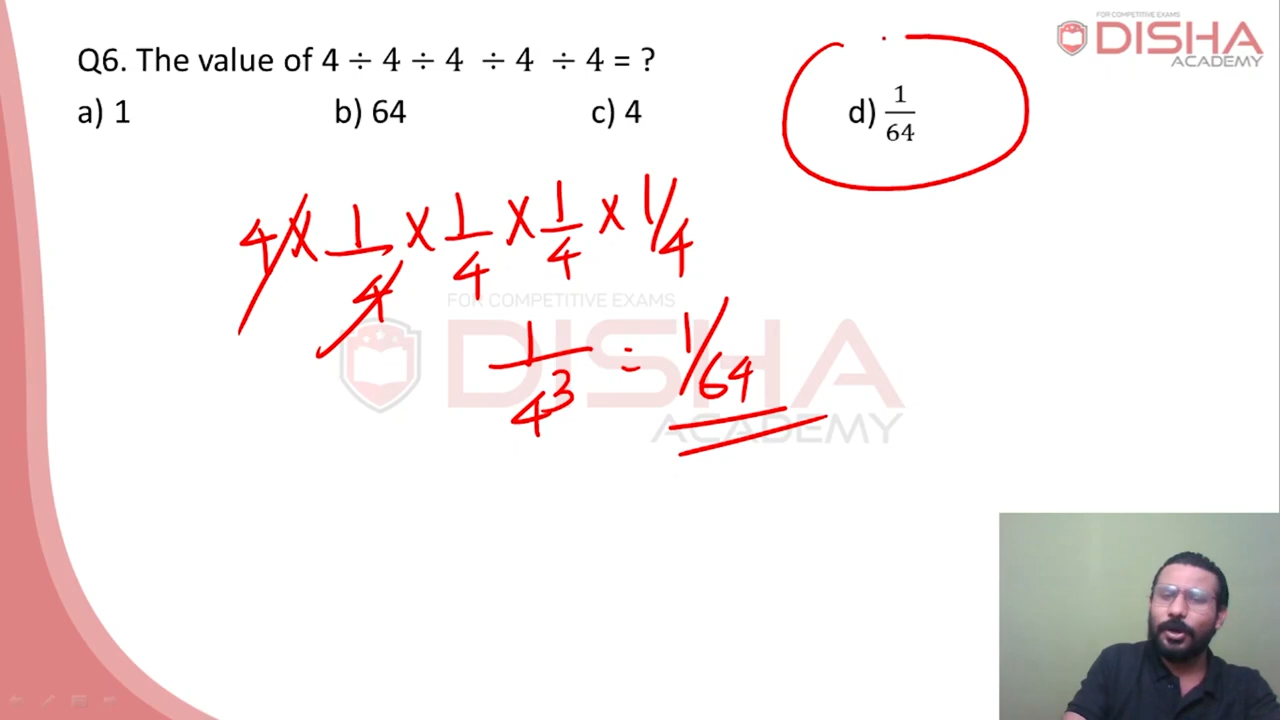 FOR COMPETITIVE EXAMS
DISHA
ACADEMY
Q6. The value of 4 ÷ 4 ÷ 4 ÷ 4 ÷ 4 = ?
a) 1 b) 64 c) 4 d) 1/64
4 × 1/4 × 1/4 × 1/4 × 1/4
FOR COMPETITIVE EXAMS
DISHA
ACADEMY
1/4³ = 1/64